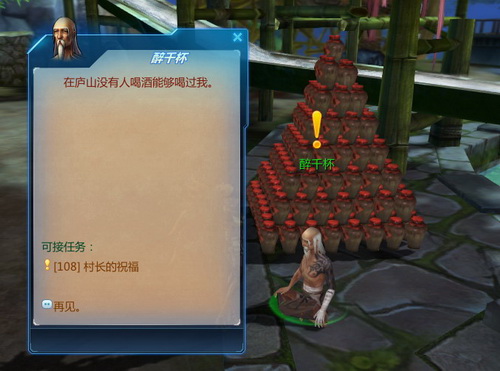 醉千杯
在庐山没有人喝酒能够喝过我。
醉千杯
可接任务：
[108] 村长的祝福
再见。